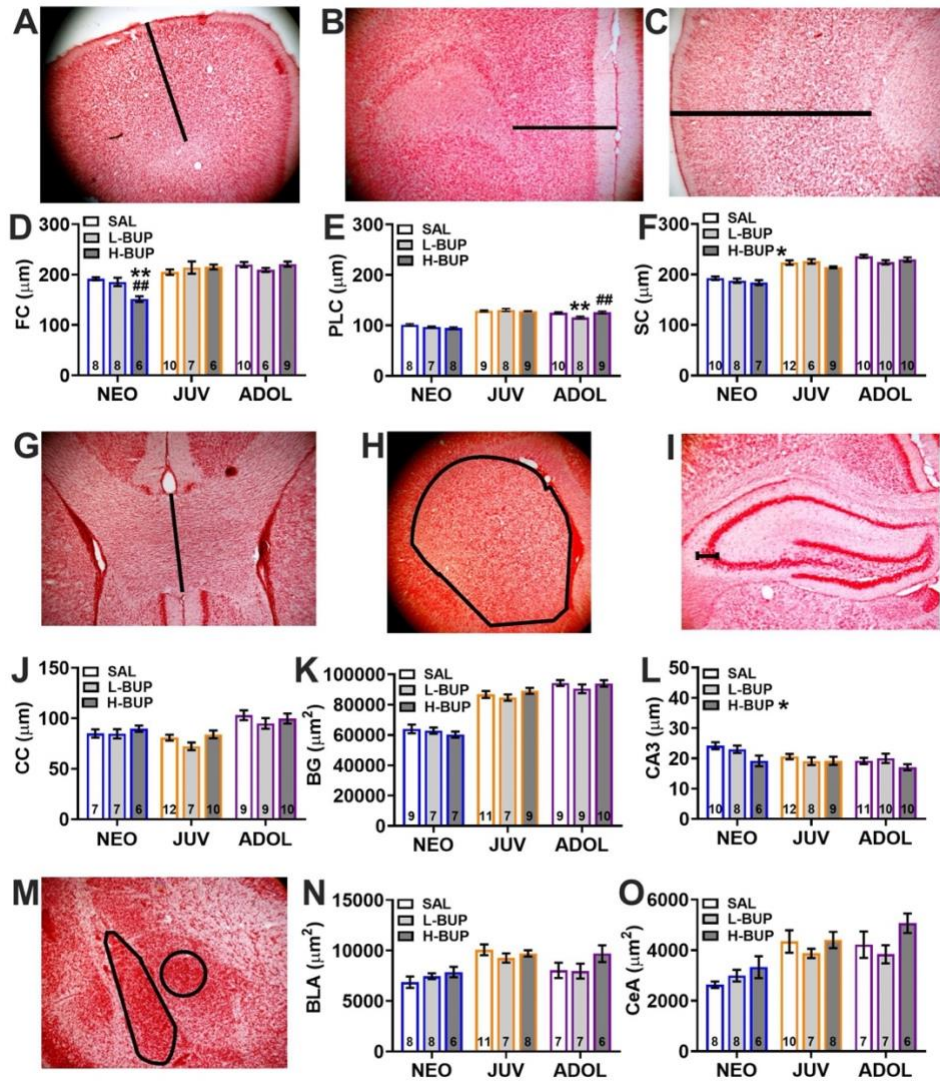 A
B
C
D
FC (μm)
300
200
100
0
SAL
L-BUP
H-BUP
**
##
8 8 6 10 7 6 10 6 9
NEO JUV ADOL
E
PLC (μm)
300
200
100
0
SAL
L-BUP
H-BUP
** ##
8 7 8 9 8 9 10 8 9
NEO JUV ADOL
F
SC (μm)
300
200
100
0
SAL
L-BUP
H-BUP *
10 8 7 12 6 9 10 10 10
NEO JUV ADOL
G
H
I
J
CC (μm)
150
100
50
0
SAL
L-BUP
H-BUP
7 7 6 12 7 10 9 9 10
NEO JUV ADOL
K
BG (μm²)
100000
80000
60000
40000
20000
0
SAL
L-BUP
H-BUP
9 7 7 11 7 9 9 9 10
NEO JUV ADOL
L
CA3 (μm)
50
40
30
20
10
0
SAL
L-BUP
H-BUP *
10 8 6 12 8 9 11 10 10
NEO JUV ADOL
M
N
BLA (μm²)
15000
10000
5000
0
SAL
L-BUP
H-BUP
8 8 6 11 7 8 7 7 6
NEO JUV ADOL
O
CeA (μm²)
6000
4000
2000
0
SAL
L-BUP
H-BUP
8 8 6 10 7 8 7 7 6
NEO JUV ADOL